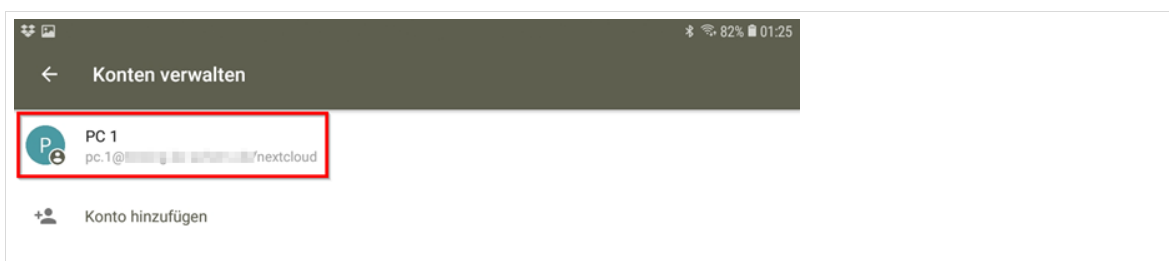 82% 01:25
Konten verwalten
P
PC 1
pc.1@ /nextcloud
Konto hinzufügen